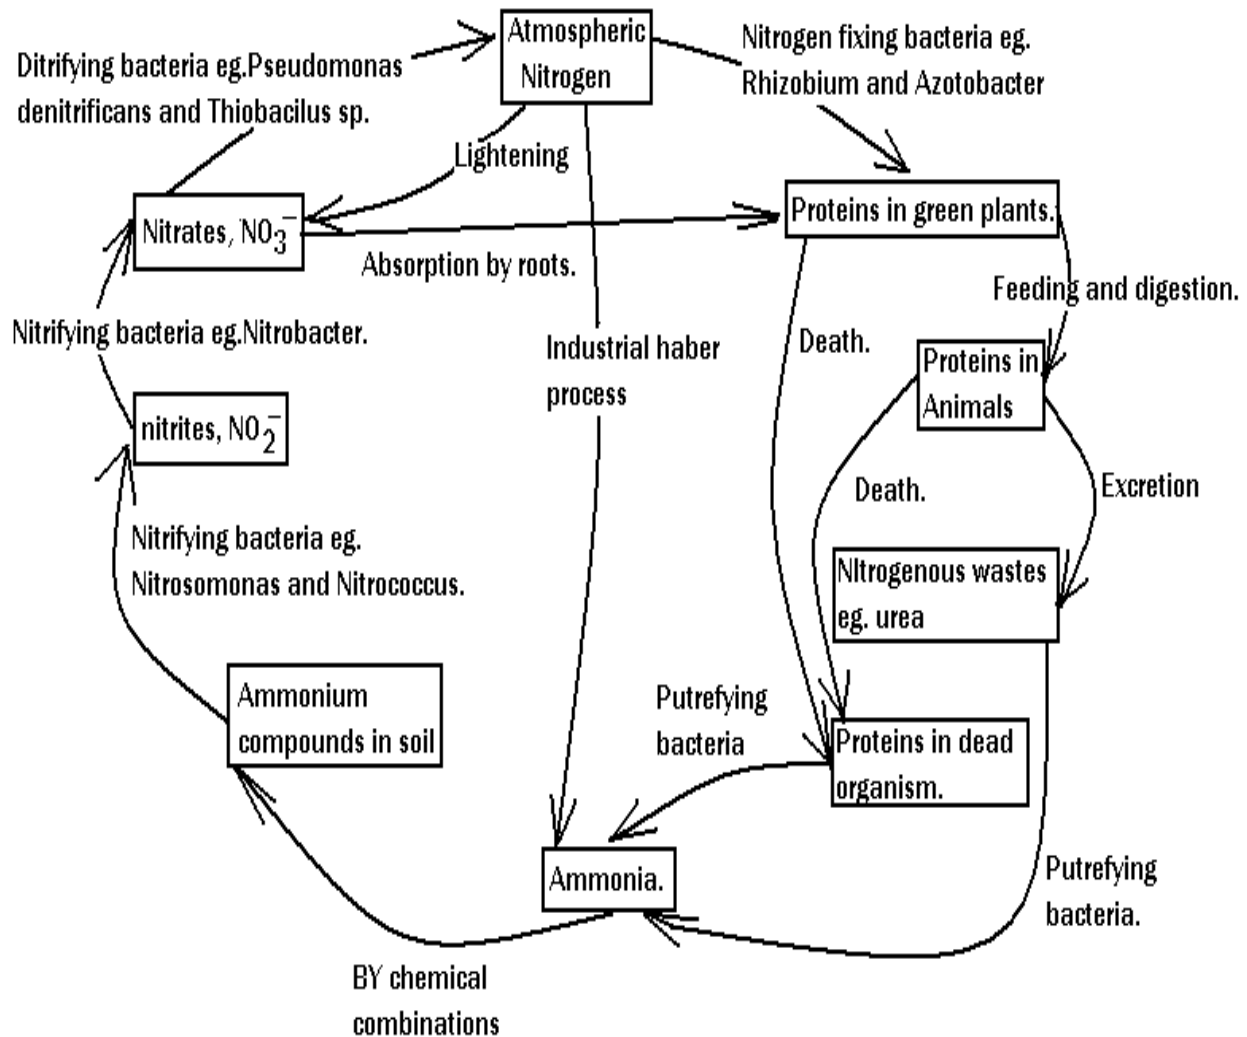 Atmospheric
Nitrogen
Nitrogen fixing bacteria eg.
Rhizobium and Azotobacter
Ditrifying bacteria eg.Pseudomonas
denitrificans and Thiobacilus sp.
Lightening
Nitrates, NO3−
Proteins in green plants.
Absorption by roots.
Feeding and digestion.
Nitrifying bacteria eg.Nitrobacter.
Industrial haber
process
Death.
Proteins in
Animals
nitrites, NO2−
Death.
Excretion
Nitrifying bacteria eg.
Nitrosomonas and Nitrococcus.
NItrogenous wastes
eg. urea
Ammonium
compounds in soil
Putrefying
bacteria
Proteins in dead
organism.
Ammonia.
Putrefying
bacteria.
BY chemical
combinations